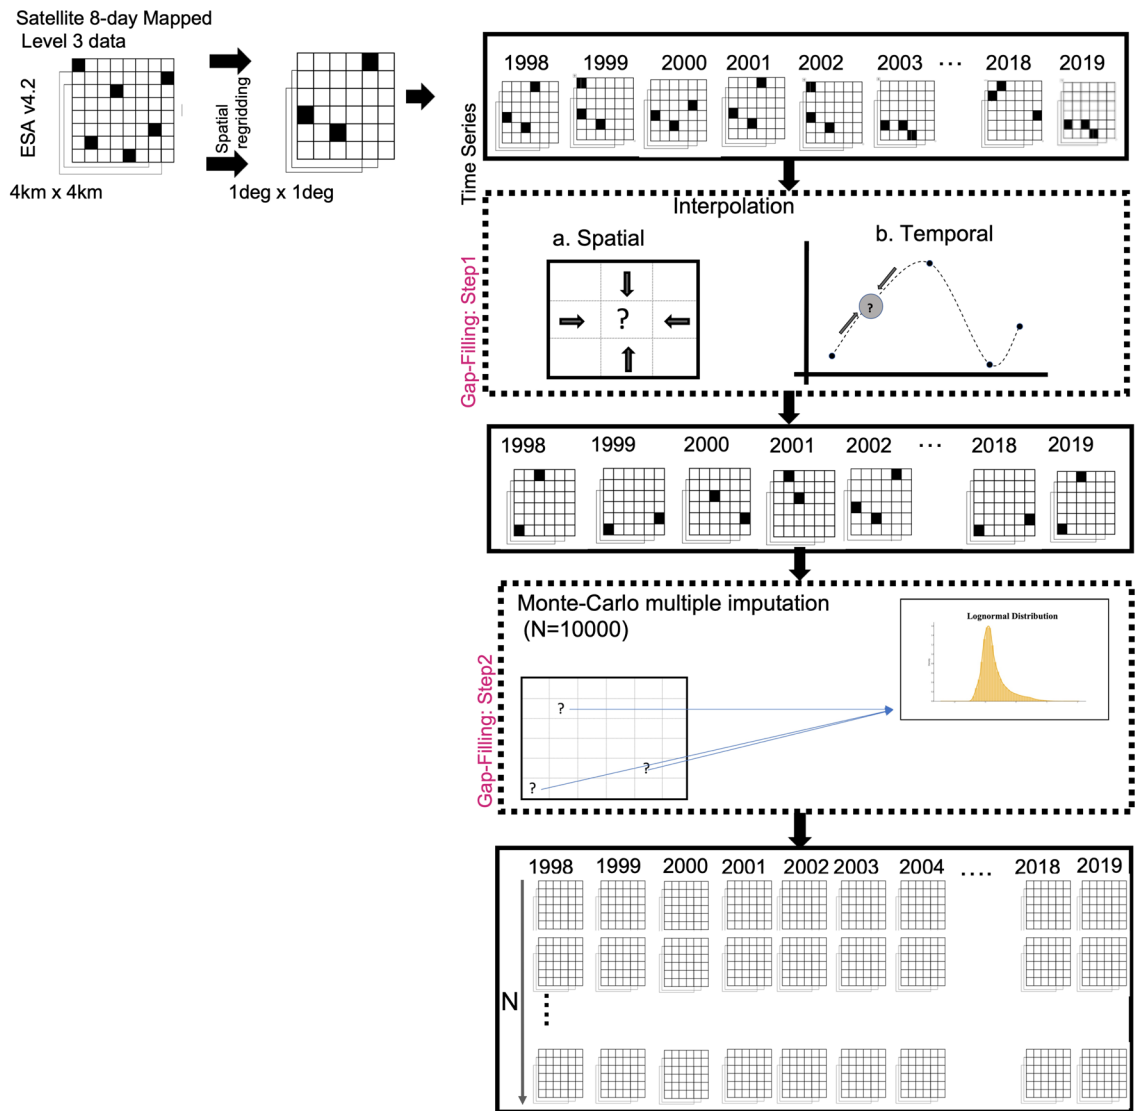 Satellite 8-day Mapped
Level 3 data
ESA v4.2
4km x 4km
Spatial
regridding
1deg x 1deg
Time Series
1998 1999 2000 2001 2002 2003 ... 2018 2019
Gap-Filling: Step1
Interpolation
a. Spatial
?
b. Temporal
?
1998 1999 2000 2001 2002 ... 2018 2019
Gap-Filling: Step2
Monte-Carlo multiple imputation
(N=10000)
?
?
?
Lognormal Distribution
1998 1999 2000 2001 2002 2003 2004 .... 2018 2019
N